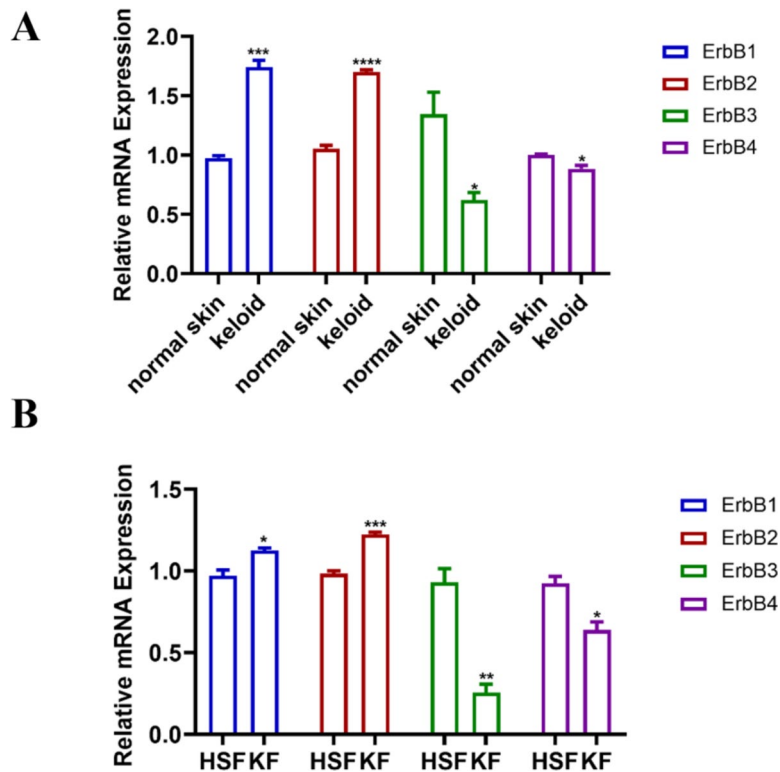 A
Relative mRNA Expression
2.0
1.5
1.0
0.5
0.0
*** **** * *
normal skin keloid normal skin keloid normal skin keloid normal skin keloid
ErbB1
ErbB2
ErbB3
ErbB4
B
Relative mRNA Expression
1.5
1.0
0.5
0.0
* *** ** *
HSF KF HSF KF HSF KF HSF KF
ErbB1
ErbB2
ErbB3
ErbB4